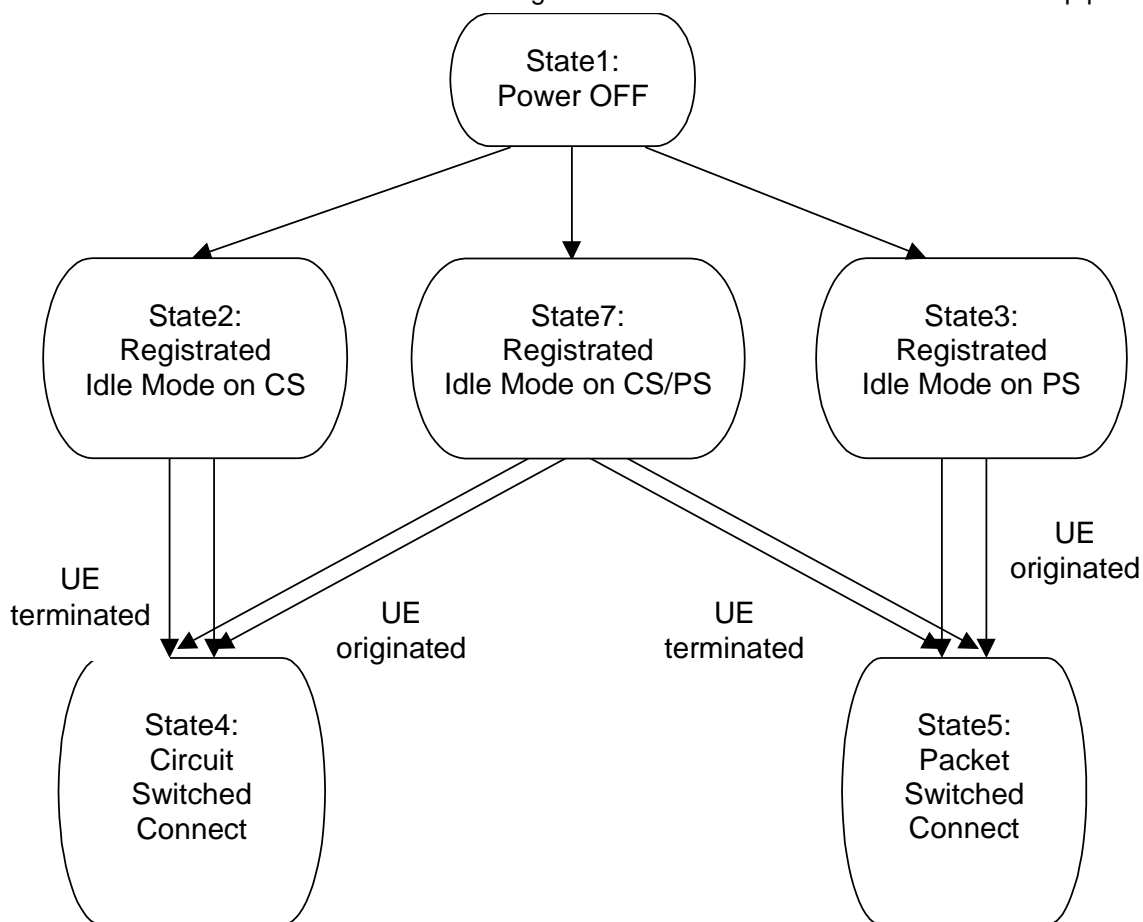 State1:
Power OFF
State2:
Registrated
Idle Mode on CS
State7:
Registrated
Idle Mode on CS/PS
State3:
Registrated
Idle Mode on PS
UE
terminated
UE
originated
UE
terminated
UE
originated
State4:
Circuit
Switched
Connect
State5:
Packet
Switched
Connect